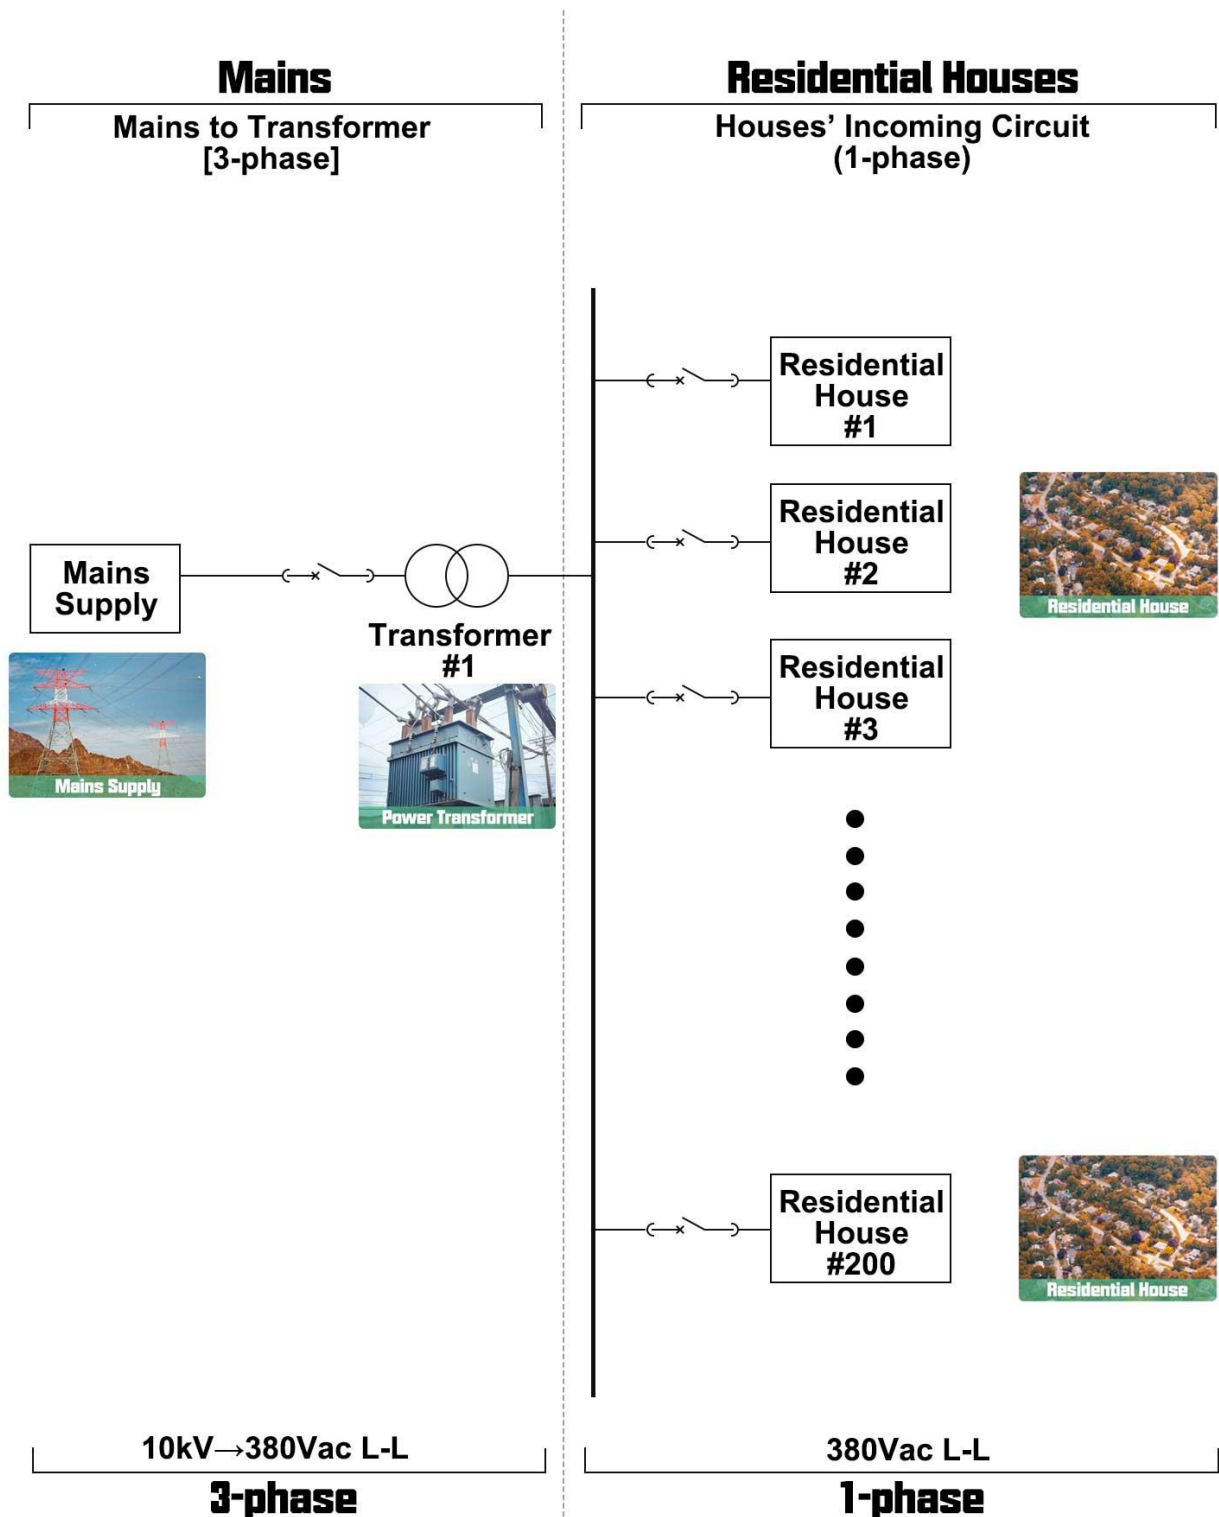 Mains
Mains to Transformer
[3-phase]
Residential Houses
Houses’ Incoming Circuit
(1-phase)
Residential
House
#1
Residential
House
#2
Residential House
Mains
Supply
Mains Supply
Transformer
#1
Power Transformer
Residential
House
#3
Residential
House
#200
Residential House
10kV→380Vac L-L
3-phase
380Vac L-L
1-phase